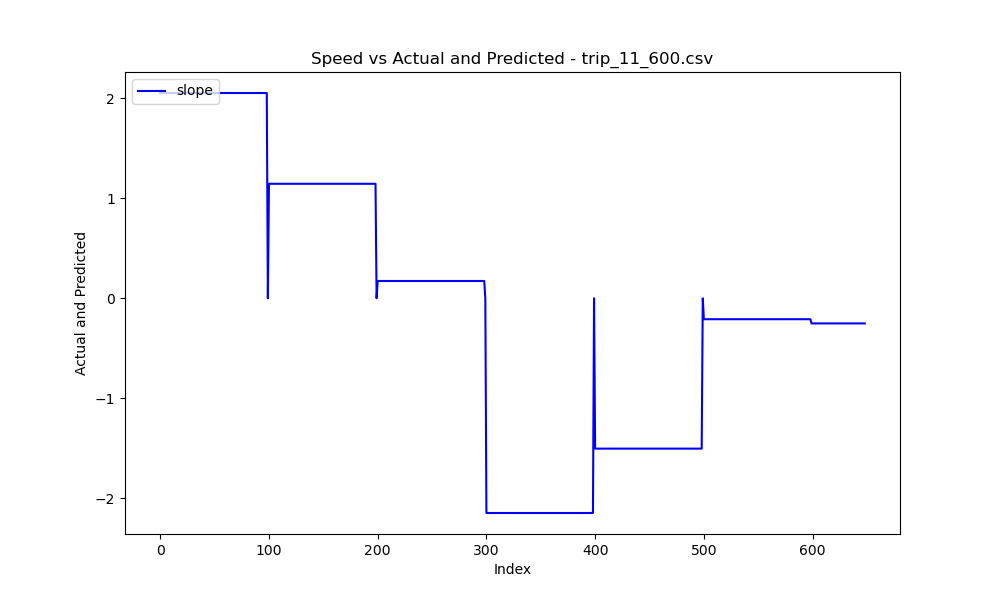 Speed vs Actual and Predicted - trip_11_600.csv
slope
Actual and Predicted
2
1
0
−1
−2
0 100 200 300 400 500 600
Index